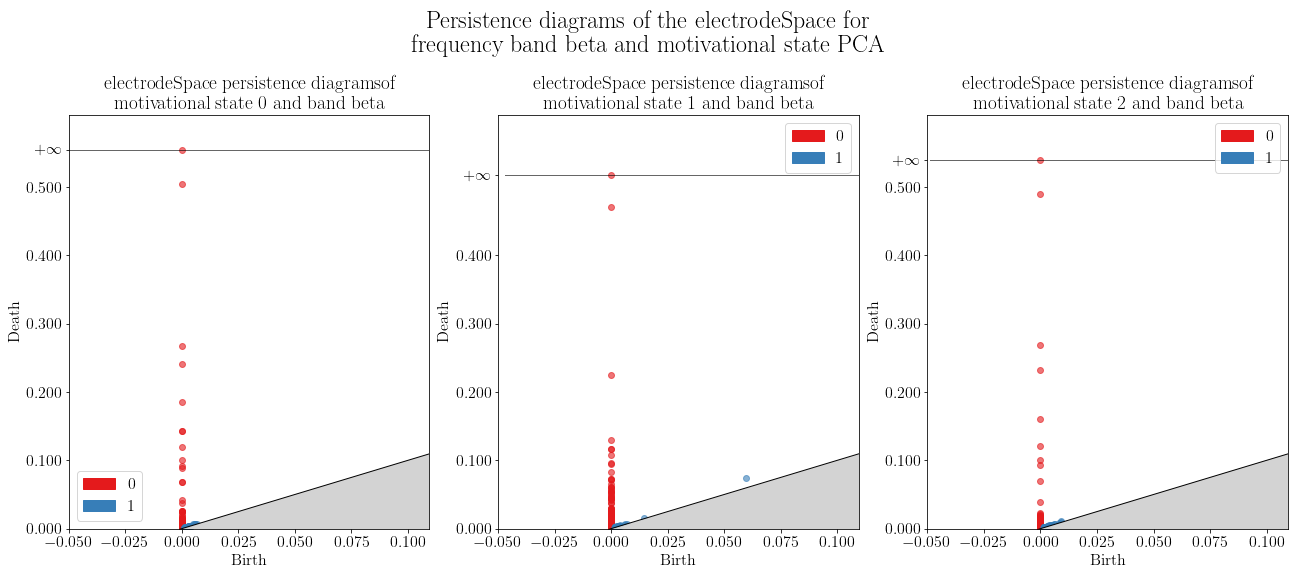 Persistence diagrams of the electrodeSpace for
frequency band beta and motivational state PCA
electrodeSpace persistence diagramsof
motivational state 0 and band beta
+∞
0.500
0.400
0.300
0.200
0.100
0.000
Death
0
1
−0.050 −0.025 0.000 0.025 0.050 0.075 0.100
Birth
electrodeSpace persistence diagramsof
motivational state 1 and band beta
0
1
+∞
0.400
0.300
0.200
0.100
0.000
Death
−0.050 −0.025 0.000 0.025 0.050 0.075 0.100
Birth
electrodeSpace persistence diagramsof
motivational state 2 and band beta
0
1
+∞
0.500
0.400
0.300
0.200
0.100
0.000
Death
−0.050 −0.025 0.000 0.025 0.050 0.075 0.100
Birth